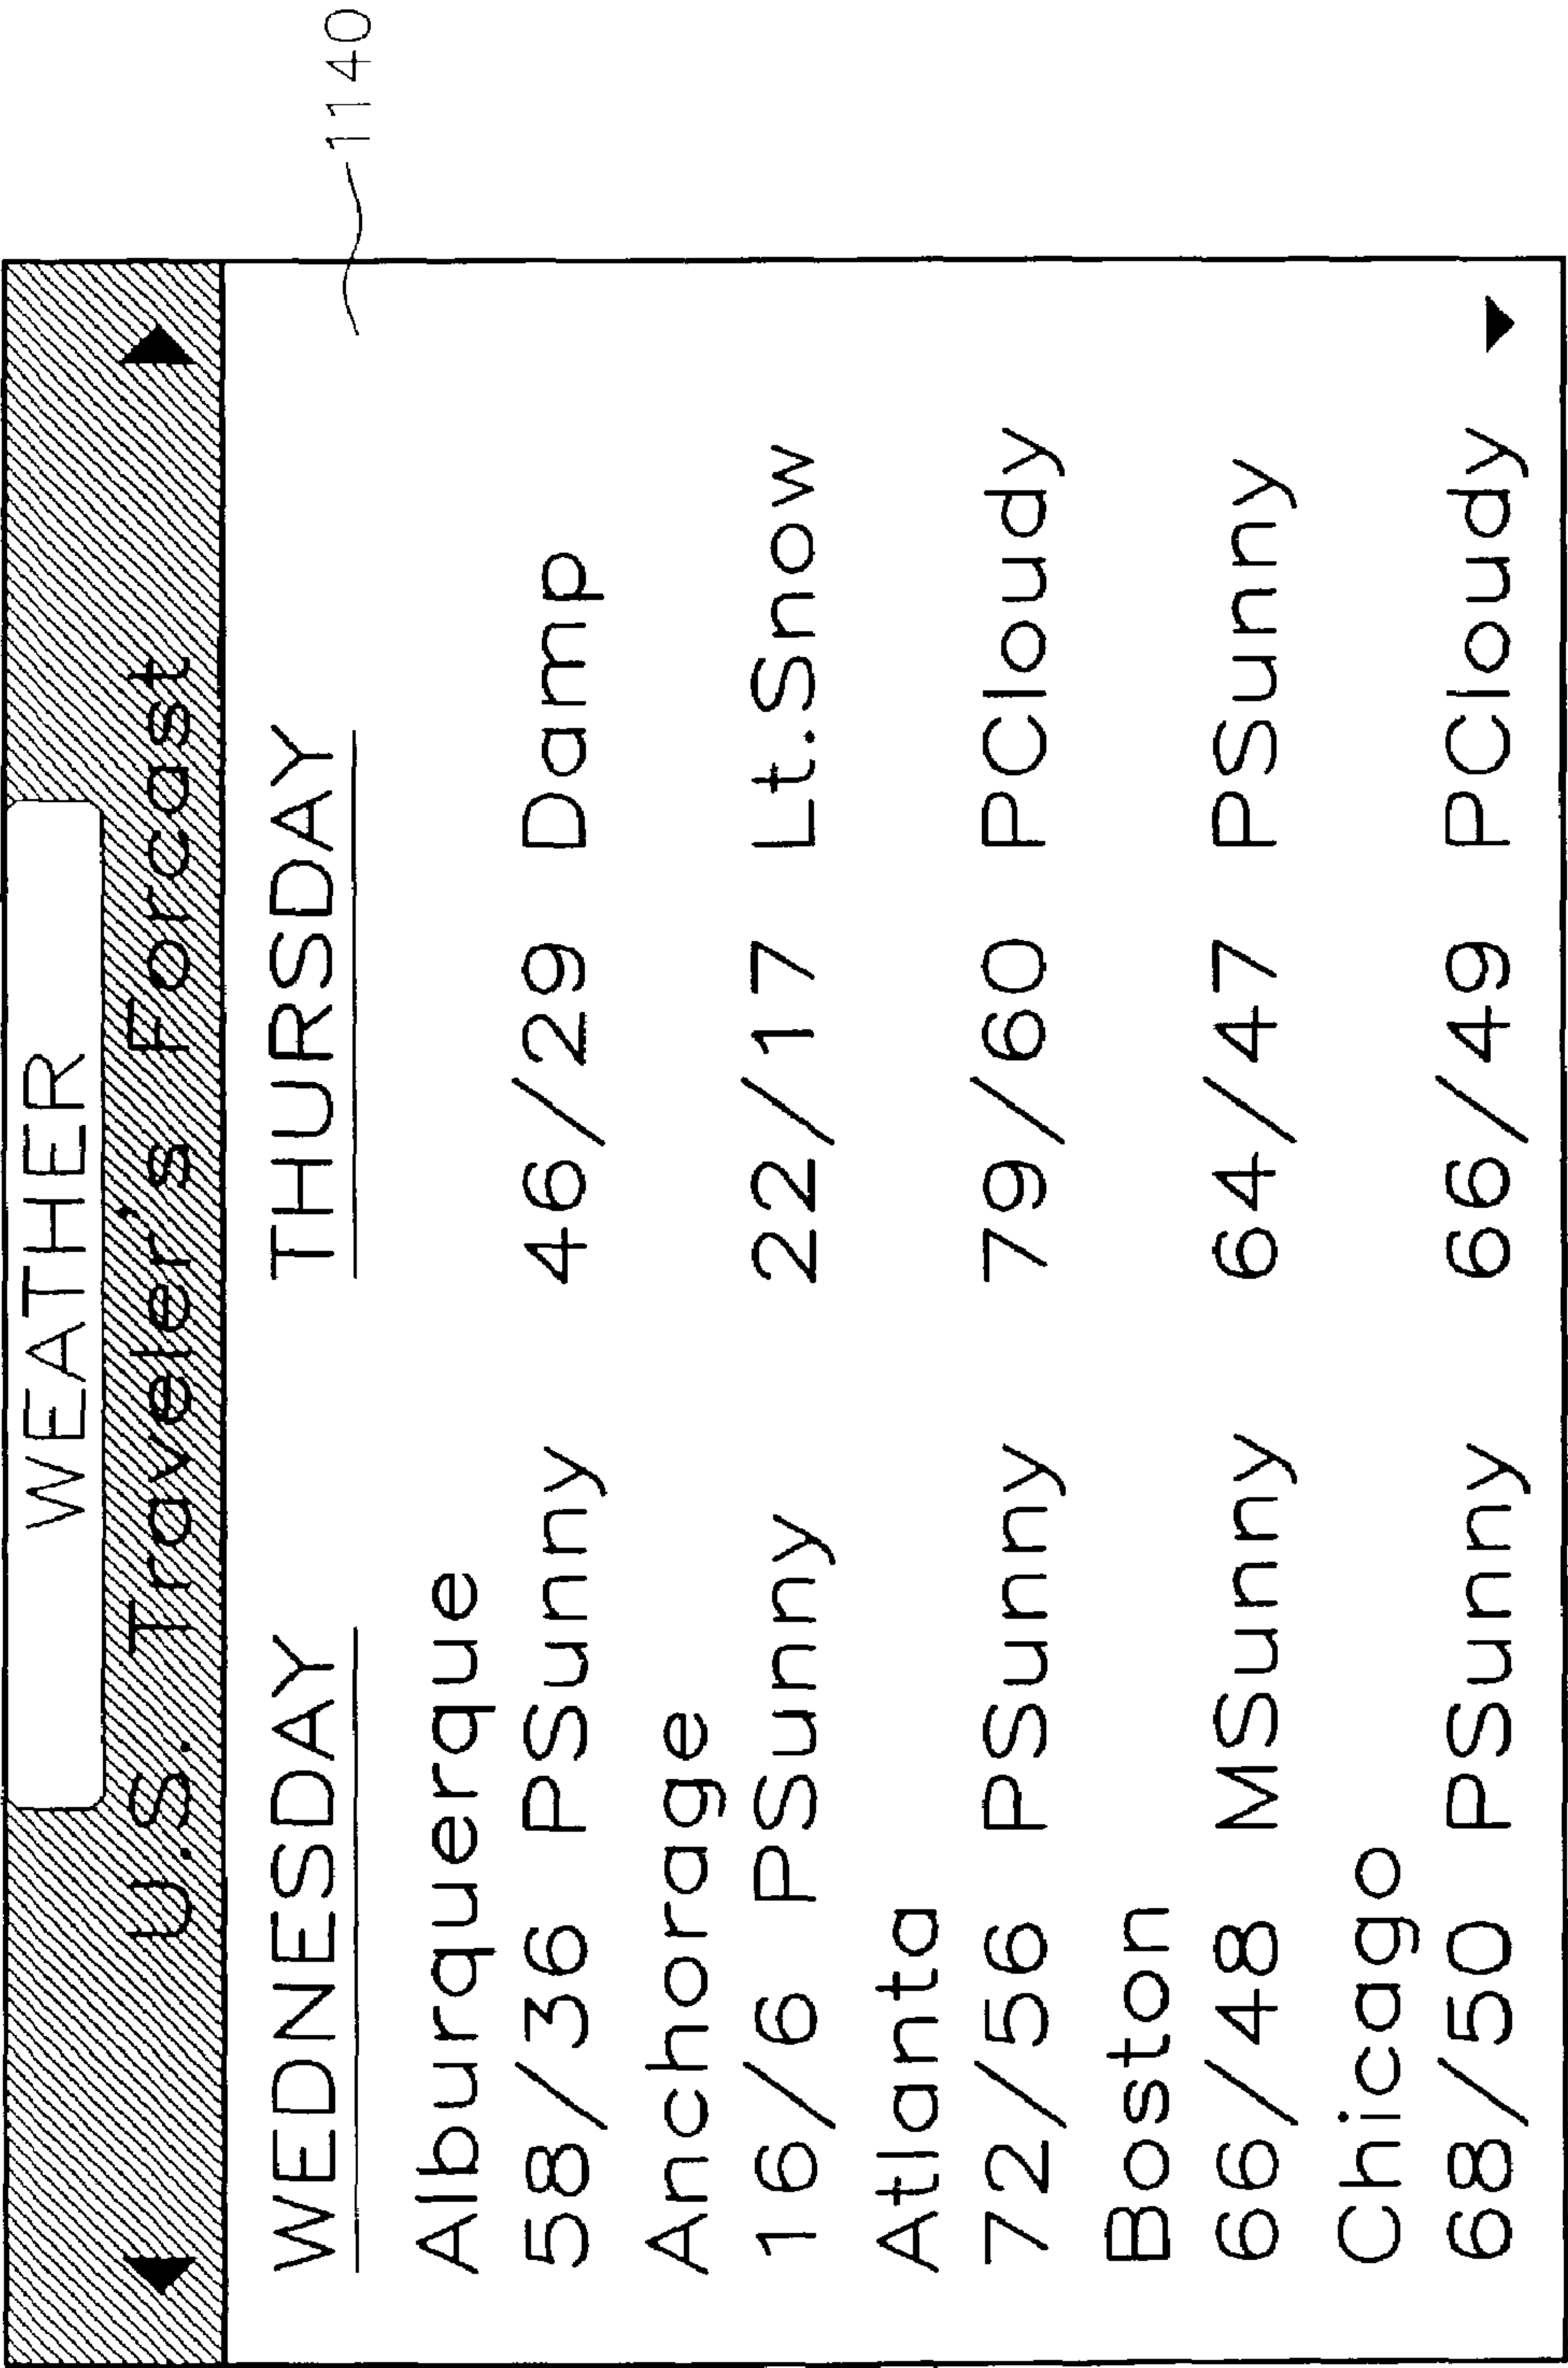 WEATHER
U.S. Traveler's Forcast
WEDNESDAY THURSDAY
Alburquerque
58/36 PSunny 46/29 Damp
Anchorage
16/6 PSunny 22/17 Lt.Snow
Atlanta
72/56 PSunny 79/60 PCloudy
Boston
66/48 MSunny 64/47 PSunny
Chicago
68/50 PSunny 66/49 PCloudy
1140